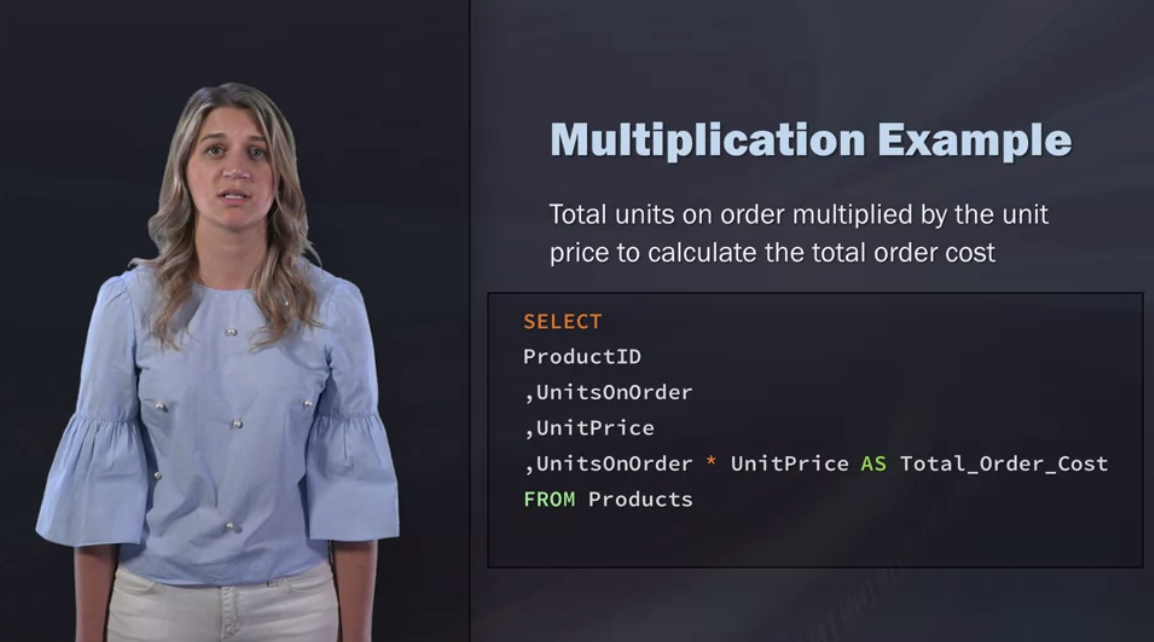 Multiplication Example
Total units on order multiplied by the unit
price to calculate the total order cost
SELECT
ProductID
,UnitsOnOrder
,UnitPrice
,UnitsOnOrder * UnitPrice AS Total_Order_Cost
FROM Products